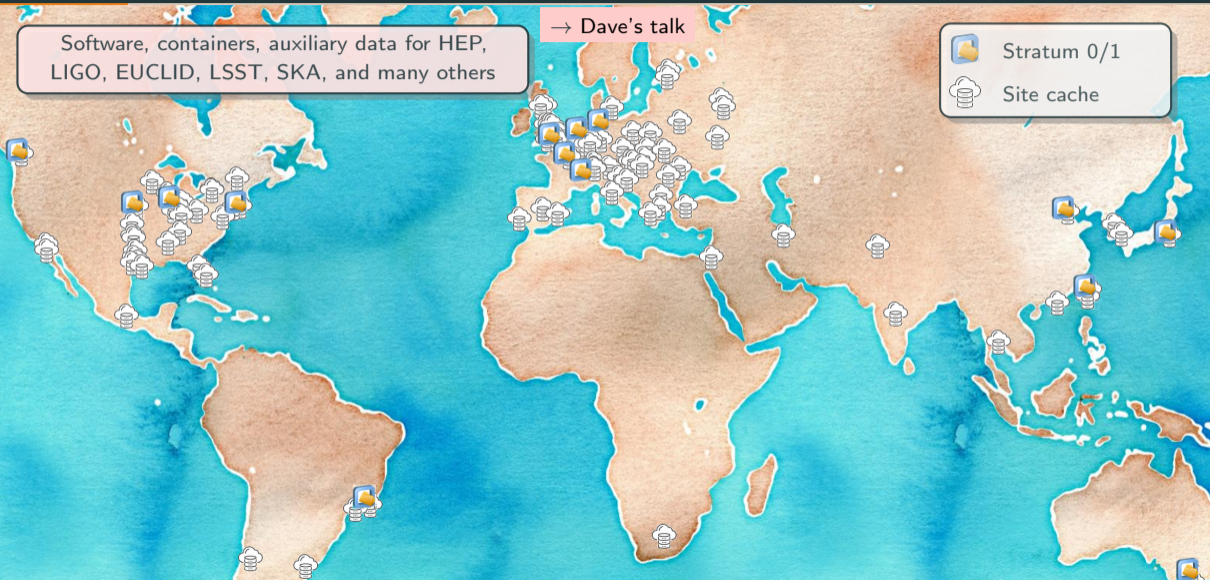 → Dave's talk
Software, containers, auxiliary data for HEP,
LIGO, EUCLID, LSST, SKA, and many others
Stratum 0/1
Site cache